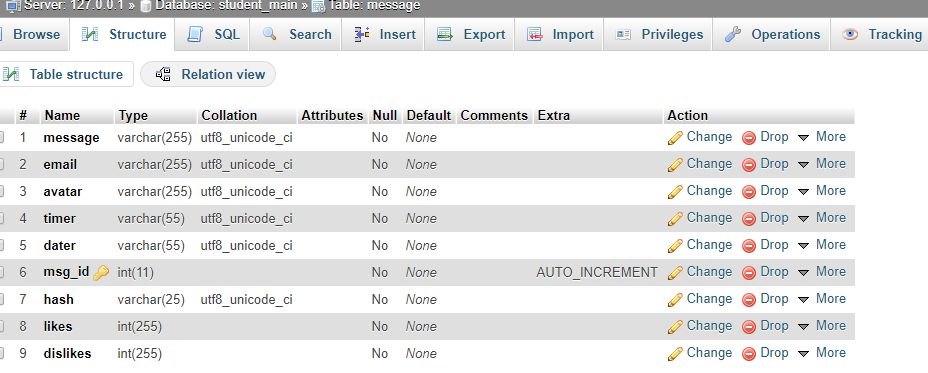 Server: 127.0.0.1 » Database: student_main » Table: message
Browse Structure SQL Search Insert Export Import Privileges Operations Tracking
Table structure Relation view
# Name Type Collation Attributes Null Default Comments Extra Action
1 message varchar(255) utf8_unicode_ci No None Change Drop More
2 email varchar(255) utf8_unicode_ci No None Change Drop More
3 avatar varchar(255) utf8_unicode_ci No None Change Drop More
4 timer varchar(55) utf8_unicode_ci No None Change Drop More
5 dater varchar(55) utf8_unicode_ci No None Change Drop More
6 msg_id int(11) No None AUTO_INCREMENT Change Drop More
7 hash varchar(25) utf8_unicode_ci No None Change Drop More
8 likes int(255) No None Change Drop More
9 dislikes int(255) No None Change Drop More